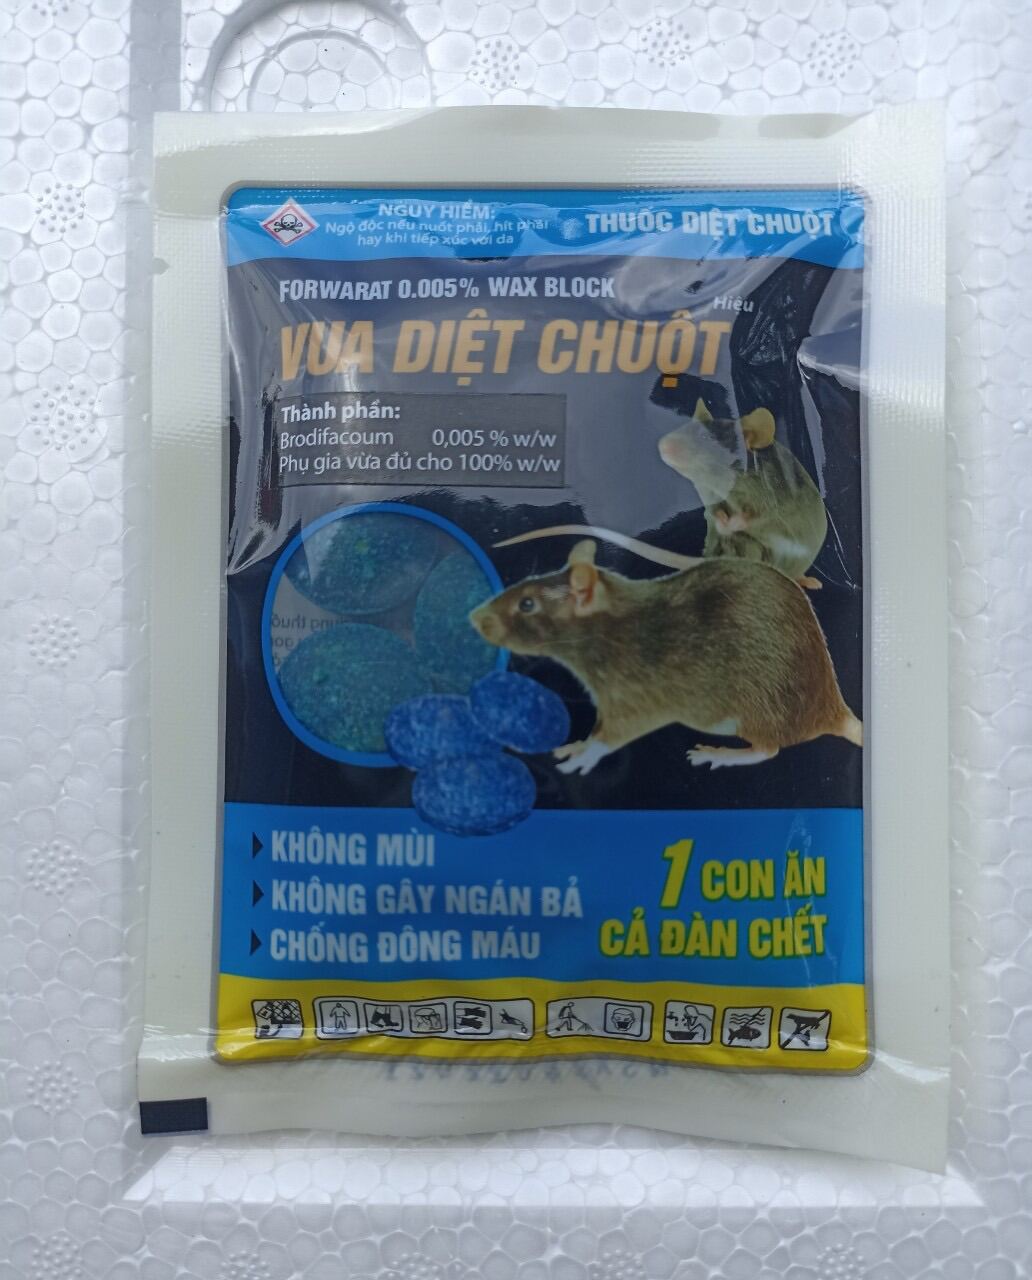 NGUY HIỂM:
Ngộ độc nếu nuốt phải, hít phải
hay khi tiếp xúc với da
THUỐC DIỆT CHUỘT
FORWARAT 0.005% WAX BLOCK
Hiệu
VUA DIỆT CHUỘT
Thành phần:
Brodifacoum 0,005 % w/w
Phụ gia vừa đủ cho 100% w/w
KHÔNG MÙI
KHÔNG GÂY NGÁN BẢ
CHỐNG ĐÔNG MÁU
1 CON ĂN
CẢ ĐÀN CHẾT